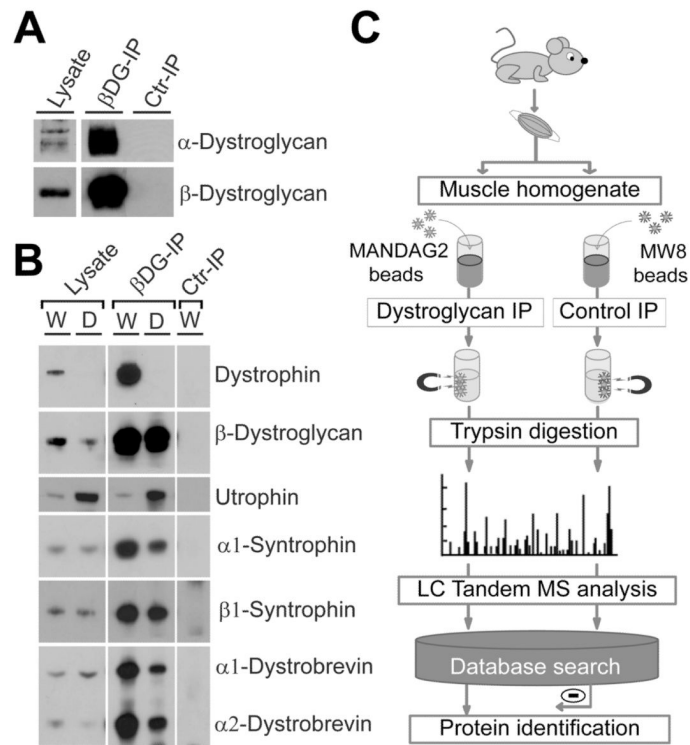 A
Lysate
βDG-IP
Ctr-IP
α-Dystroglycan
β-Dystroglycan
B
Lysate
βDG-IP
Ctr-IP
W D W D W
Dystrophin
β-Dystroglycan
Utrophin
α1-Syntrophin
β1-Syntrophin
α1-Dystrobrevin
α2-Dystrobrevin
C
Muscle homogenate
MANDAG2
beads
MW8
beads
Dystroglycan IP
Control IP
Trypsin digestion
LC Tandem MS analysis
Database search
Protein identification